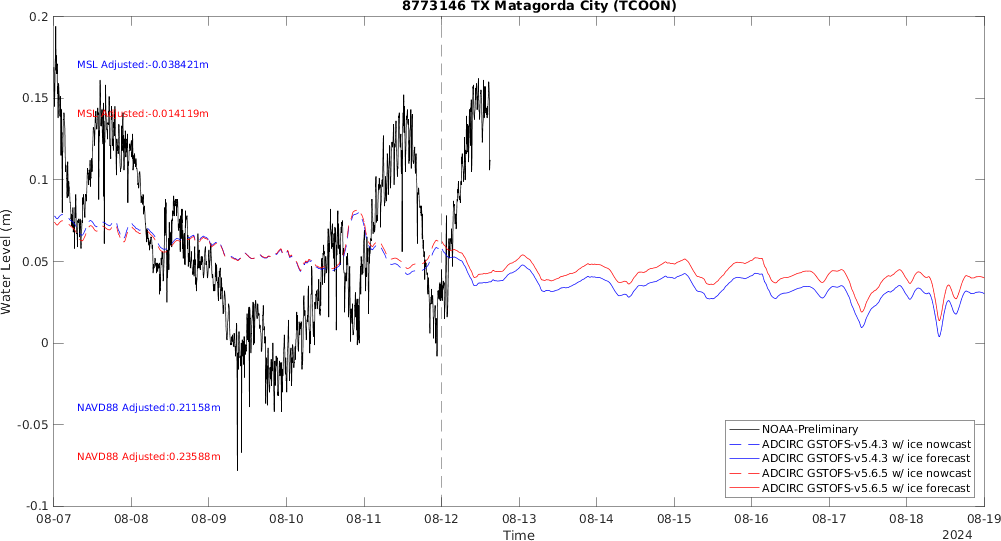 8773146 TX Matagorda City (TCOON)
Water Level (m)
0.2
0.15
0.1
0.05
0
-0.05
-0.1
MSL Adjusted:-0.038421m
MSL Adjusted:-0.014119m
NAVD88 Adjusted:0.21158m
NAVD88 Adjusted:0.23588m
NOAA-Preliminary
ADCIRC GSTOFS-v5.4.3 w/ ice nowcast
ADCIRC GSTOFS-v5.4.3 w/ ice forecast
ADCIRC GSTOFS-v5.6.5 w/ ice nowcast
ADCIRC GSTOFS-v5.6.5 w/ ice forecast
08-07 08-08 08-09 08-10 08-11 08-12 08-13 08-14 08-15 08-16 08-17 08-18 08-19
Time
2024